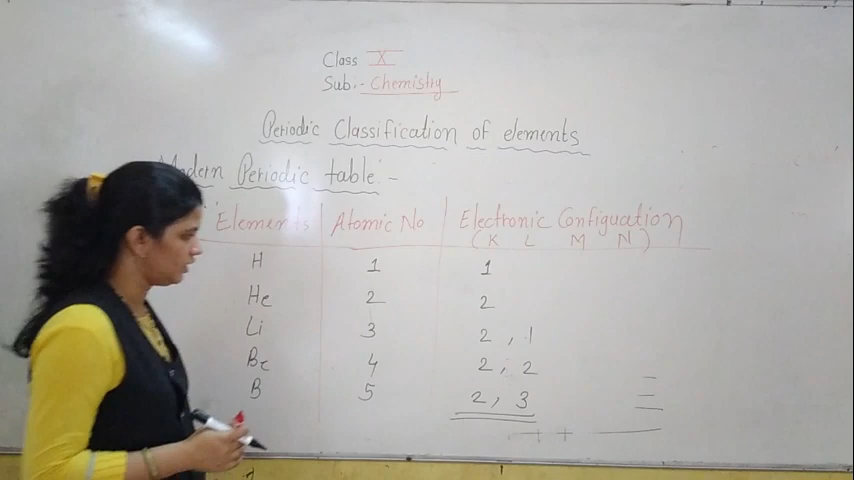 Class X
Sub.- Chemistry
Periodic Classification of elements
Modern Periodic table :-
Elements Atomic No Electronic Configuration
(K L M N)
H 1 1
He 2 2
Li 3 2 , 1
Be 4 2 , 2
B 5 2 , 3